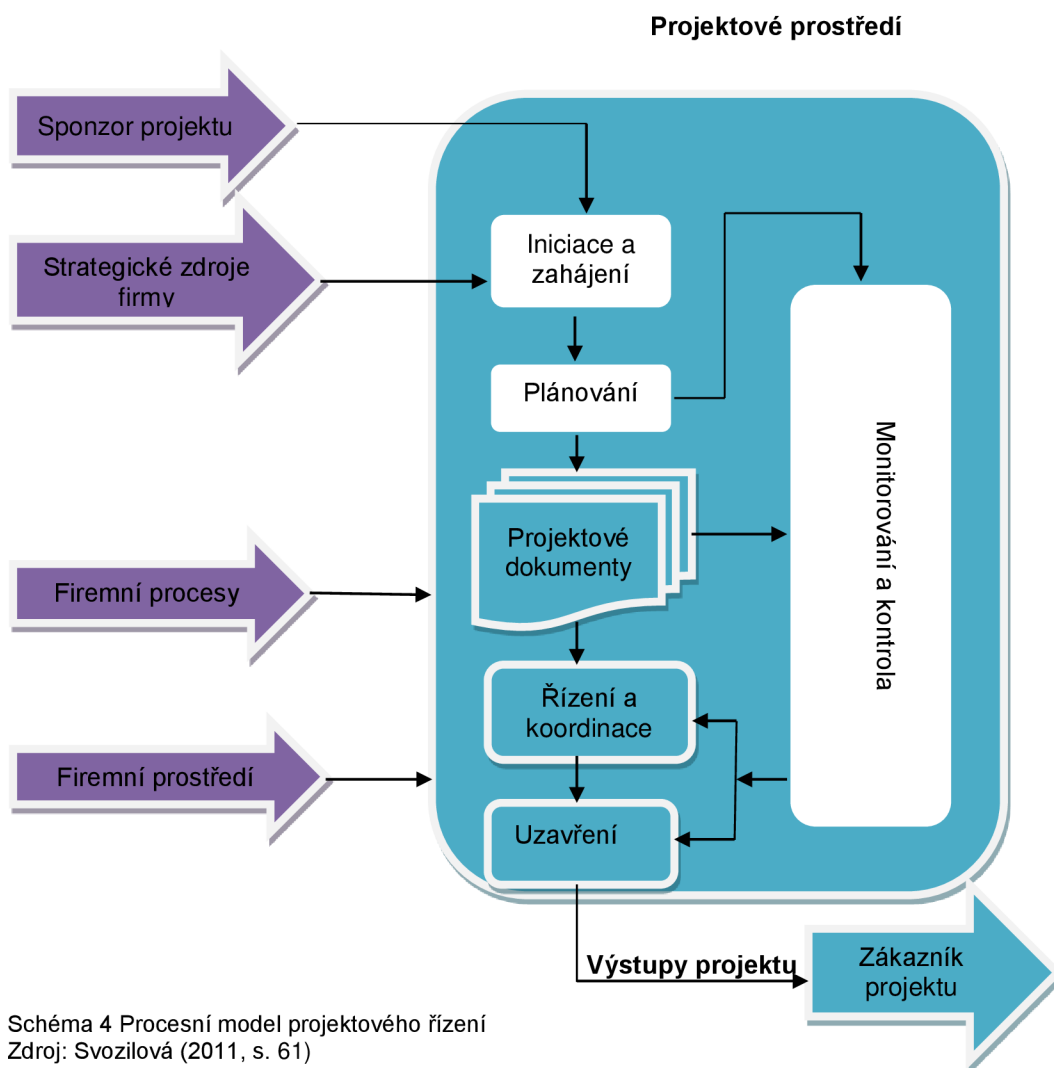 Projektové prostředí
Sponzor projektu
Strategické zdroje
firmy
Firemní procesy
Firemní prostředí
Iniciace a
zahájení
Plánování
Projektové
dokumenty
Řízení a
koordinace
Uzavření
Monitorování a kontrola
Výstupy projektu
Zákazník
projektu
Schéma 4 Procesní model projektového řízení
Zdroj: Svozilová (2011, s. 61)